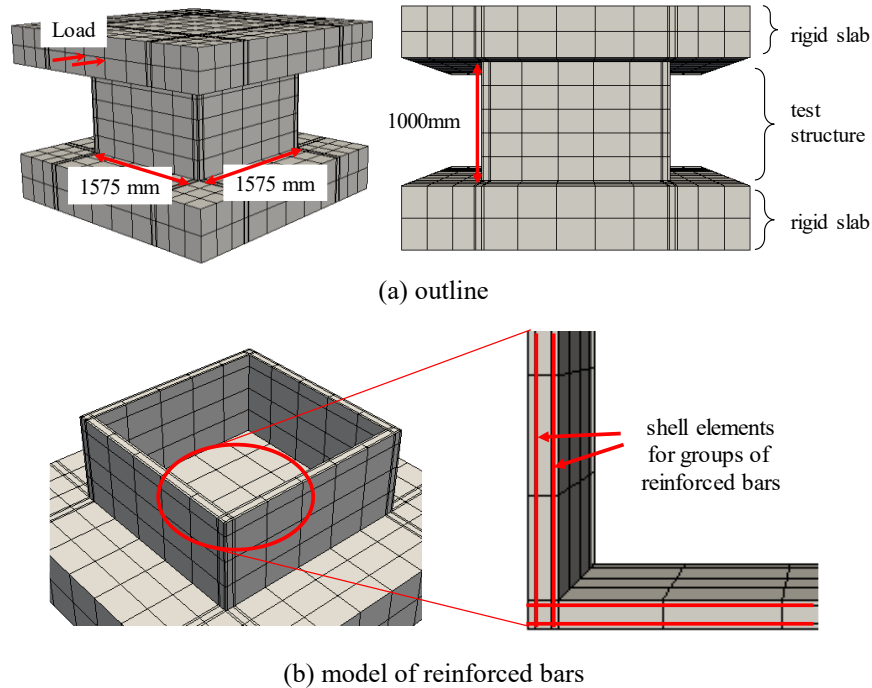 Load
1575 mm
1575 mm
1000mm
rigid slab
test
structure
rigid slab
(a) outline
shell elements
for groups of
reinforced bars
(b) model of reinforced bars